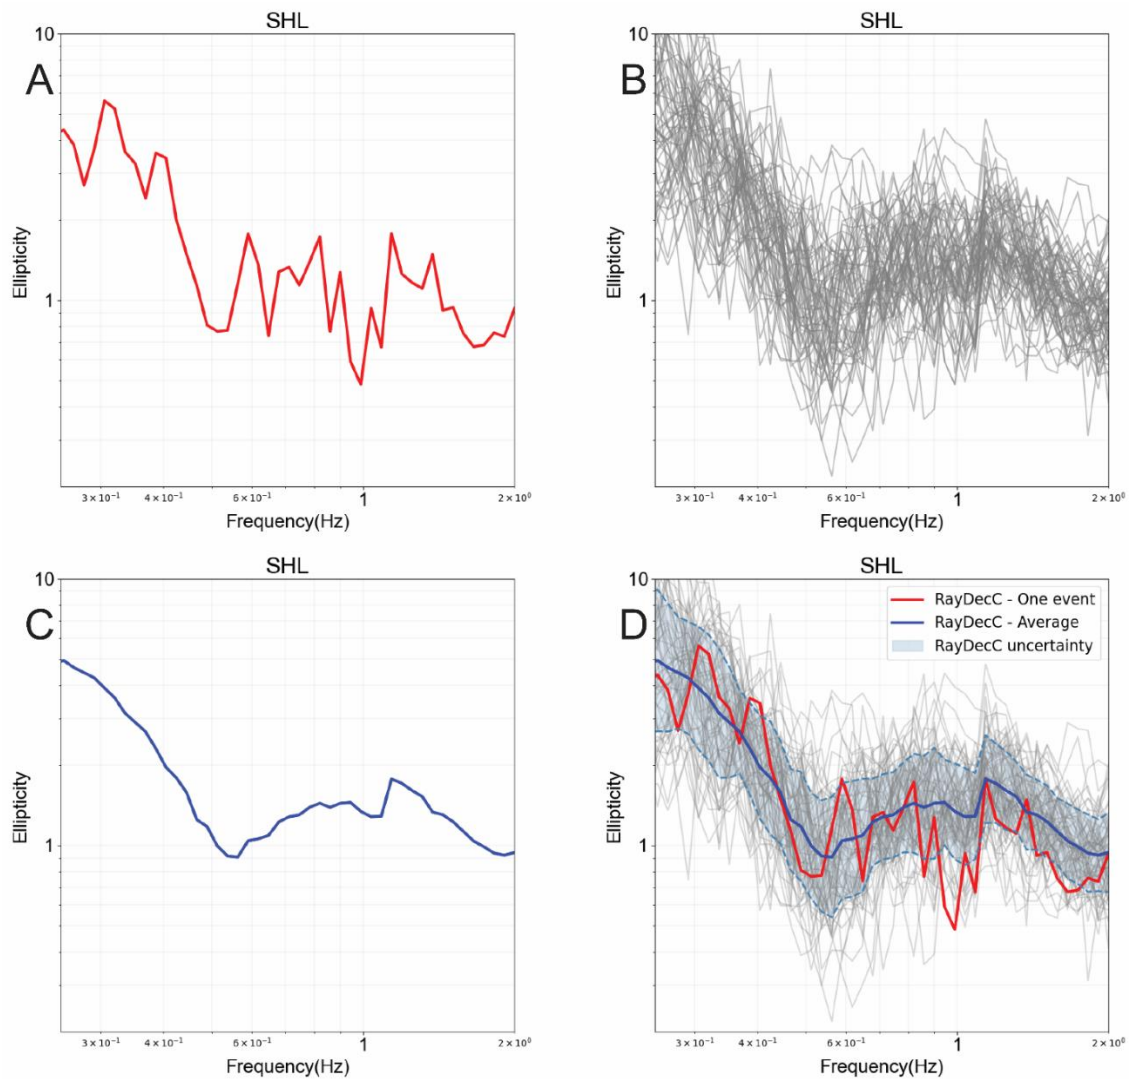 SHL
A
10
1
Ellipticity
3 × 10⁻¹ 4 × 10⁻¹ 6 × 10⁻¹ 1 2 × 10⁰
Frequency(Hz)
SHL
B
10
1
Ellipticity
3 × 10⁻¹ 4 × 10⁻¹ 6 × 10⁻¹ 1 2 × 10⁰
Frequency(Hz)
SHL
C
10
1
Ellipticity
3 × 10⁻¹ 4 × 10⁻¹ 6 × 10⁻¹ 1 2 × 10⁰
Frequency(Hz)
SHL
D
10
1
Ellipticity
RayDecC - One event
RayDecC - Average
RayDecC uncertainty
3 × 10⁻¹ 4 × 10⁻¹ 6 × 10⁻¹ 1 2 × 10⁰
Frequency(Hz)